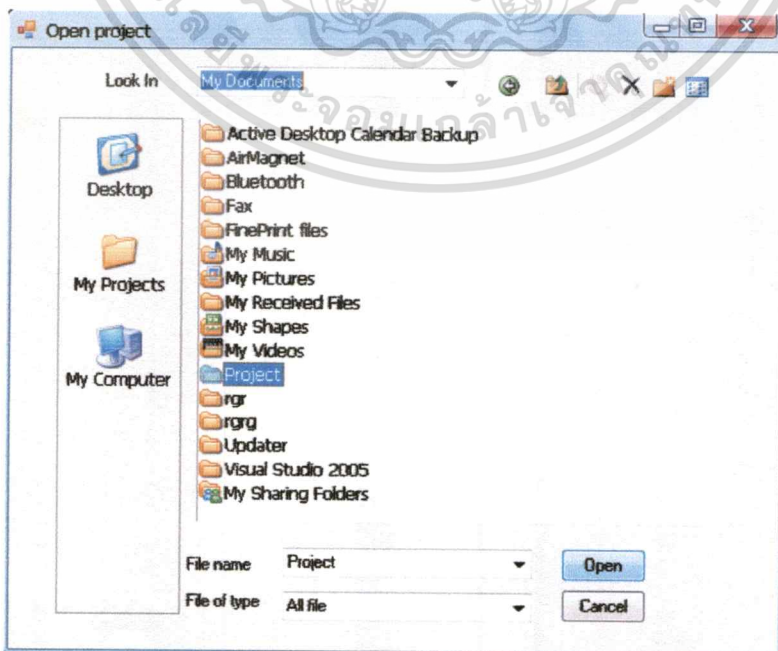 Open project
Look In
My Documents
Desktop
My Projects
My Computer
Active Desktop Calendar Backup
AirMagnet
Bluetooth
Fax
FinePrint files
My Music
My Pictures
My Received Files
My Shapes
My Videos
Project
rgr
rgrg
Updater
Visual Studio 2005
My Sharing Folders
File name
Project
Open
File of type
All file
Cancel